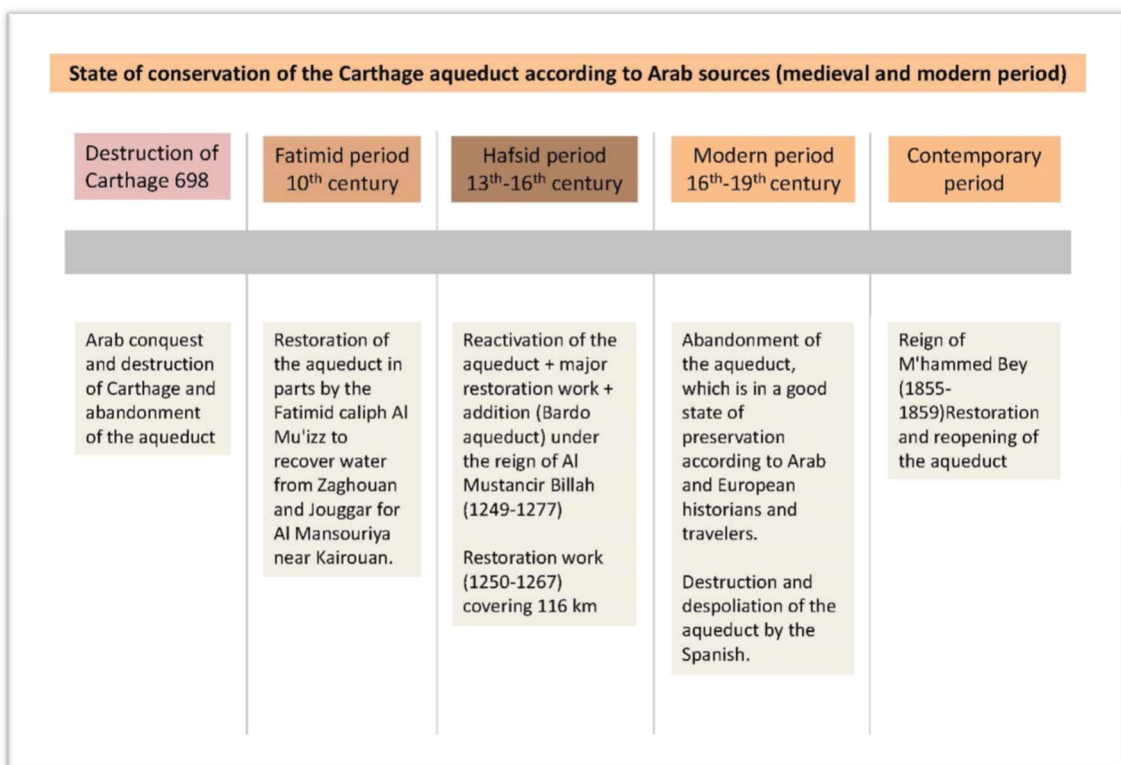 State of conservation of the Carthage aqueduct according to Arab sources (medieval and modern period)
Destruction of
Carthage 698
Fatimid period
10th century
Hafsid period
13th-16th century
Modern period
16th-19th century
Contemporary
period
Arab conquest
and destruction
of Carthage and
abandonment
of the aqueduct
Restoration of
the aqueduct in
parts by the
Fatimid caliph Al
Mu'izz to
recover water
from Zaghouan
and Jouggar for
Al Mansouriya
near Kairouan.
Reactivation of the
aqueduct + major
restoration work +
addition (Bardo
aqueduct) under
the reign of Al
Mustancir Billah
(1249-1277)
Restoration work
(1250-1267)
covering 116 km
Abandonment of
the aqueduct,
which is in a good
state of
preservation
according to Arab
and European
historians and
travelers.
Destruction and
despoliation of the
aqueduct by the
Spanish.
Reign of
M'hammed Bey
(1855-
1859)Restoration
and reopening of
the aqueduct